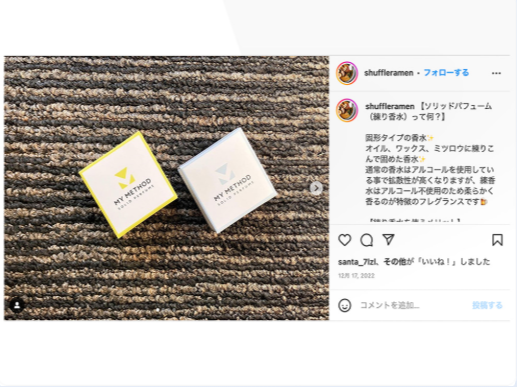 shuffleramen • フォローする
shuffleramen 【ソリッドパフューム
(練り香水）って何？】
固形タイプの香水✨
オイル、ワックス、ミツロウに練りこ
んで固めた香水✨
通常の香水はアルコールを使用してい
る事で拡散性が高くなりますが、練香
水はアルコール不使用のため柔らかく
香るのが特徴のフレグランスです
MY METHOD
SOLID PERFUME
MY METHOD
SOLID PERFUME
santa_7lzl、その他が「いいね！」しました
12月 17, 2022
コメントを追加...
投稿する